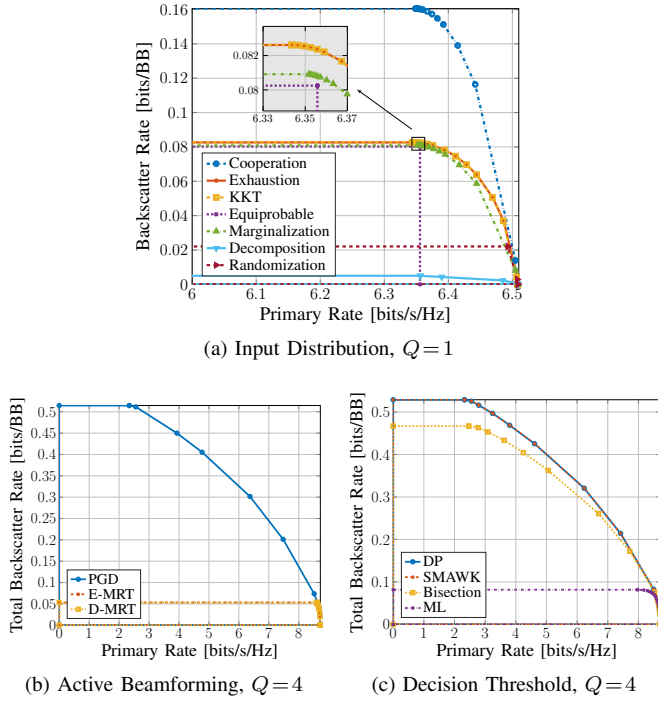 0.16
0.14
0.12
0.1
0.08
0.06
0.04
0.02
0
Backscatter Rate [bits/BB]
0.082
0.08
6.33 6.35 6.37
Cooperation
Exhaustion
KKT
Equiprobable
Marginalization
Decomposition
Randomization
6 6.1 6.2 6.3 6.4 6.5
Primary Rate [bits/s/Hz]
(a) Input Distribution, Q=1
Total Backscatter Rate [bits/BB]
0.5
0.45
0.4
0.35
0.3
0.25
0.2
0.15
0.1
0.05
0
PGD
E-MRT
D-MRT
0 1 2 3 4 5 6 7 8
Primary Rate [bits/s/Hz]
(b) Active Beamforming, Q=4
Total Backscatter Rate [bits/BB]
0.5
0.4
0.3
0.2
0.1
0
DP
SMAWK
Bisection
ML
0 1 2 3 4 5 6 7 8
Primary Rate [bits/s/Hz]
(c) Decision Threshold, Q=4